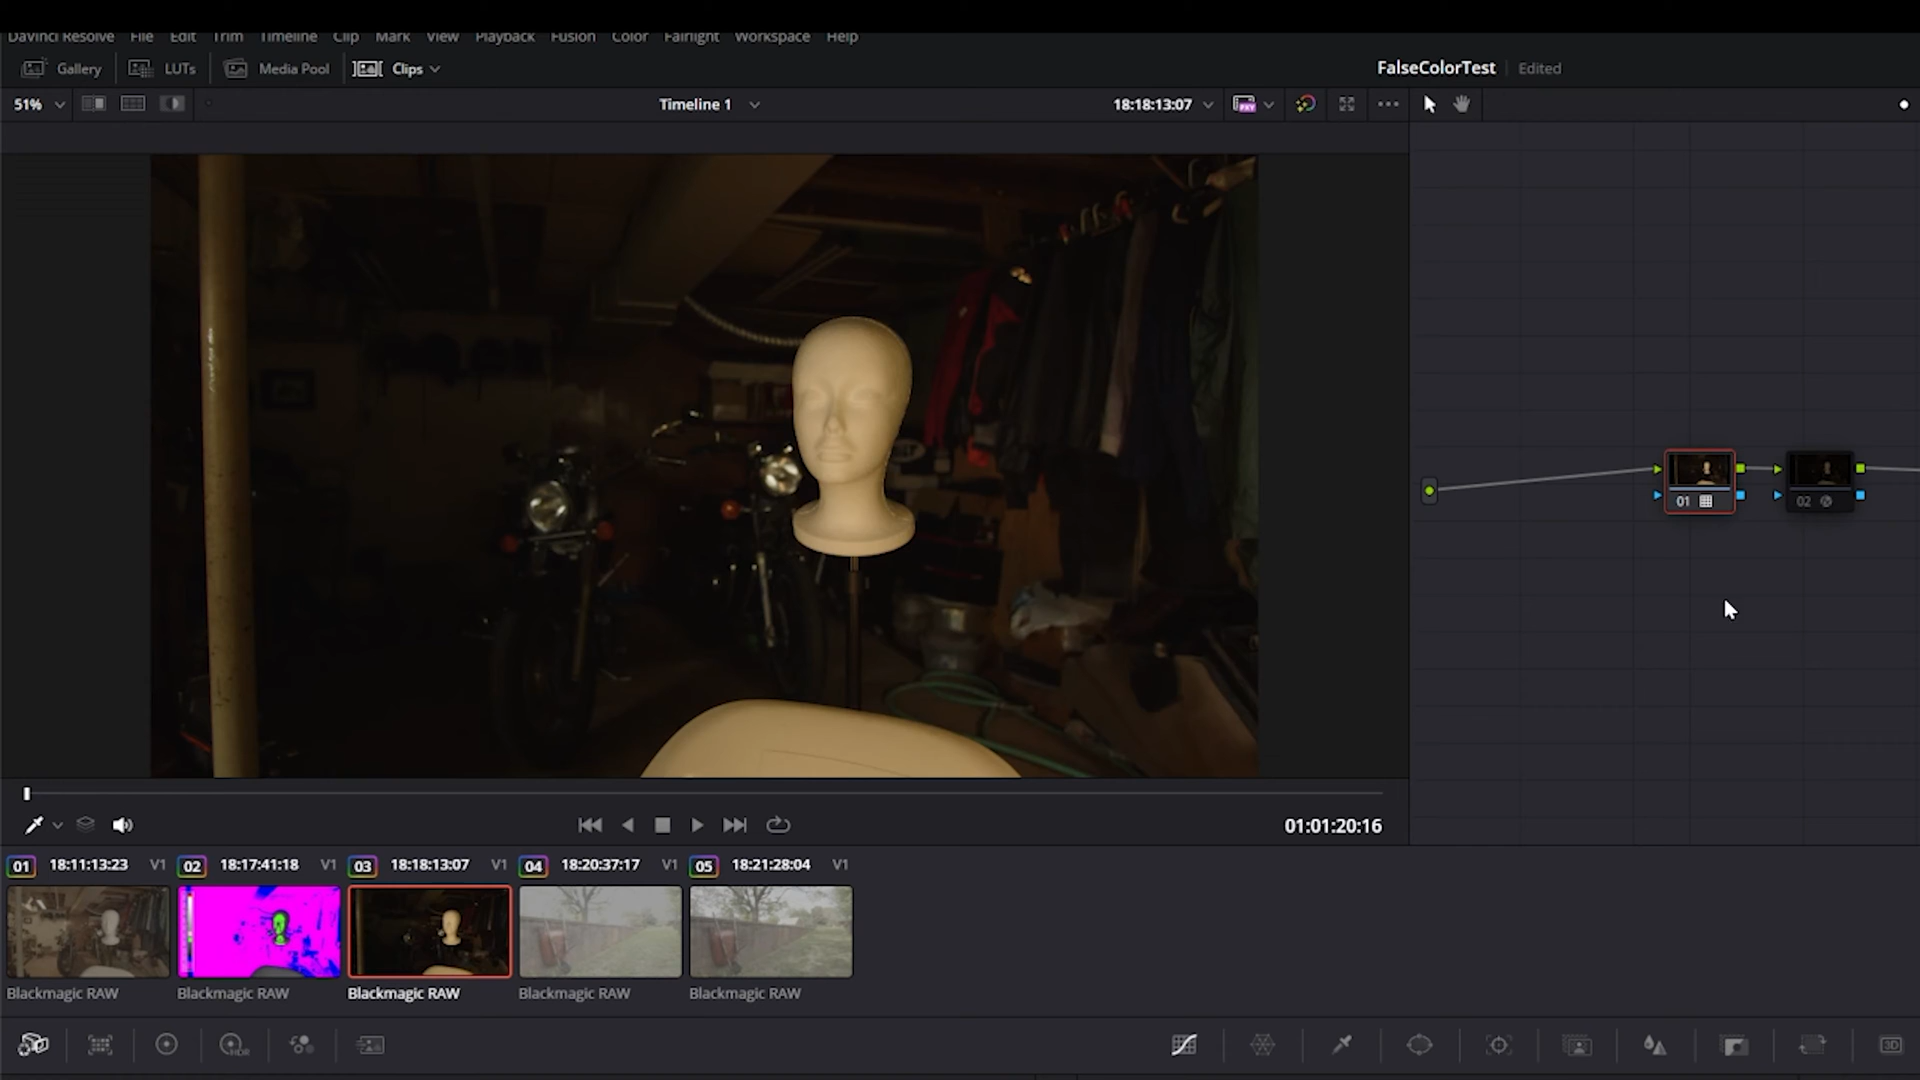 DaVinci Resolve File Edit Trim Timeline Clip Mark View Playback Fusion Color Fairlight Workspace Help
Gallery LUTs Media Pool Clips FalseColorTest Edited
51% Timeline 1 18:18:13:07
01 02
01:01:20:16
01 18:11:13:23 V1 02 18:17:41:18 V1 03 18:18:13:07 V1 04 18:20:37:17 V1 05 18:21:28:04 V1
Blackmagic RAW Blackmagic RAW Blackmagic RAW Blackmagic RAW Blackmagic RAW
HDR 3D